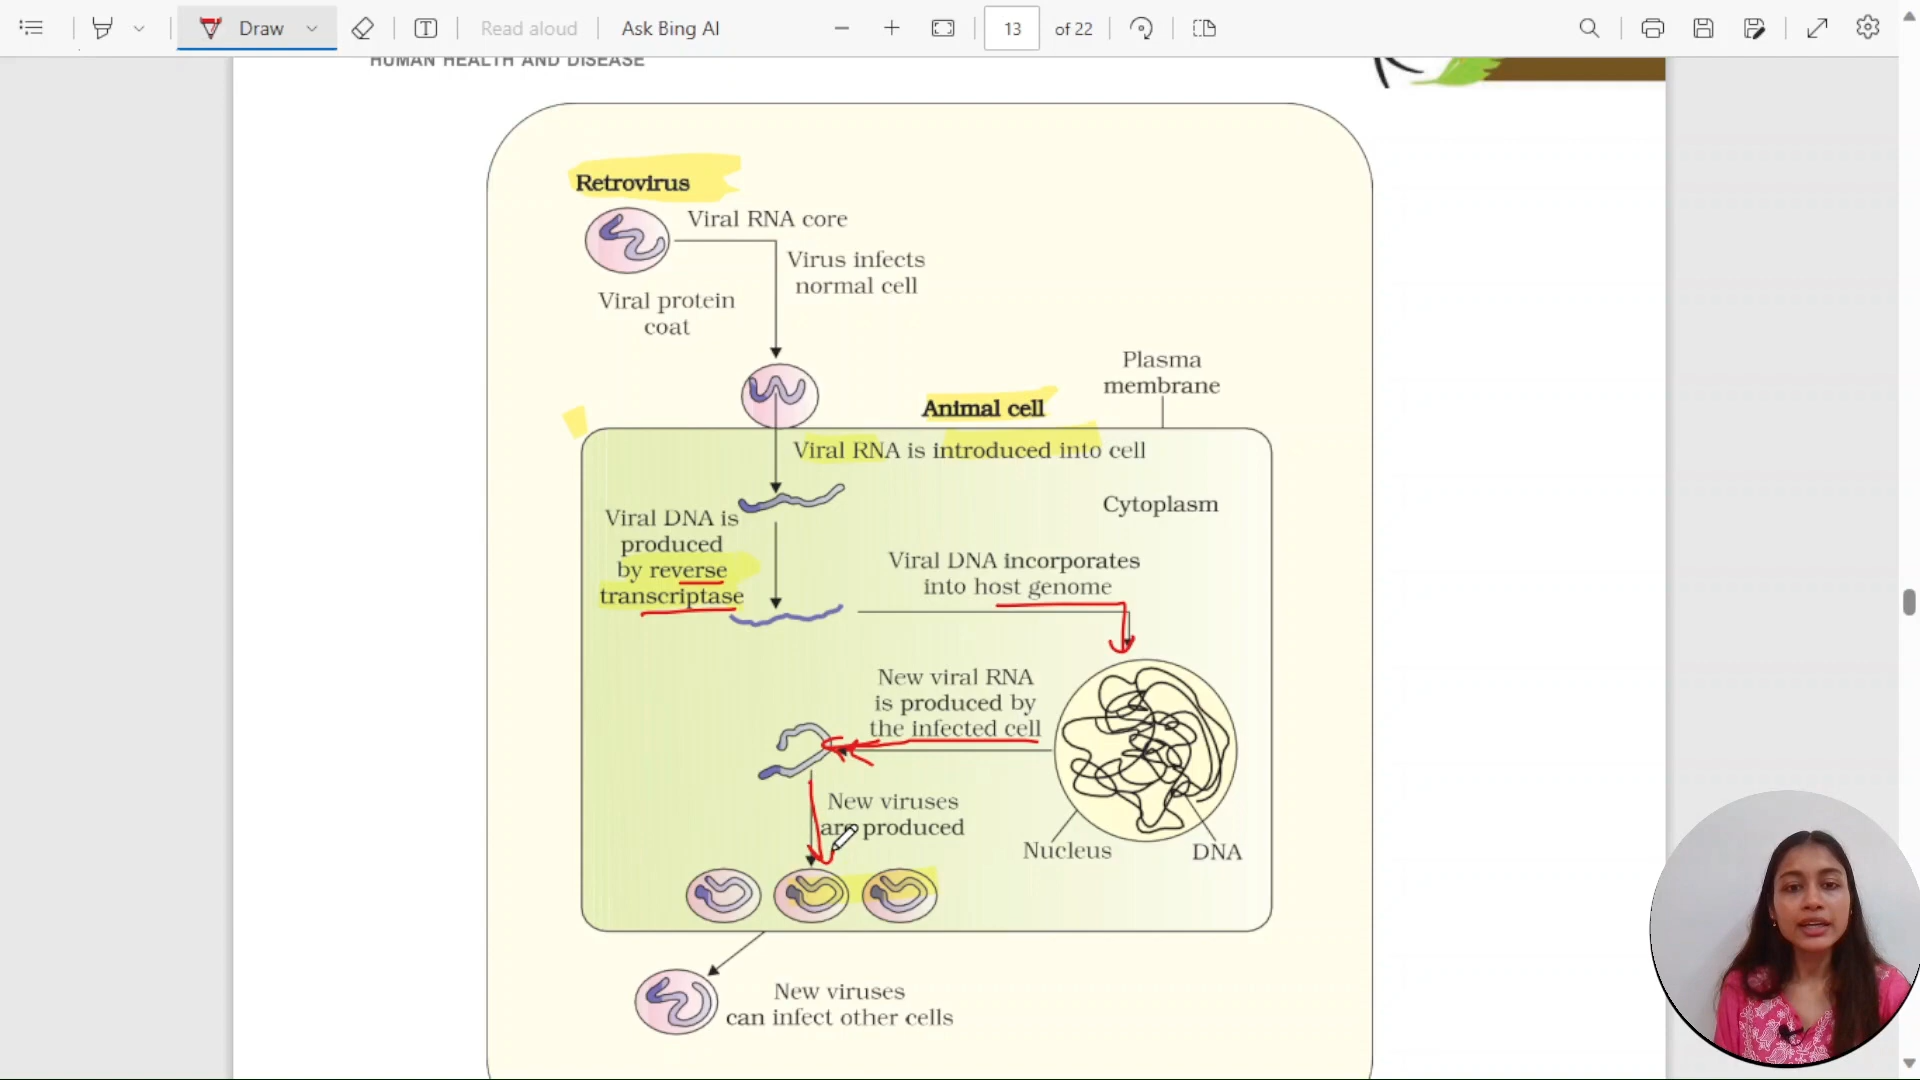 Draw
Read aloud
Ask Bing AI
13
of 22
HUMAN HEALTH AND DISEASE
Retrovirus
Viral RNA core
Virus infects
normal cell
Viral protein
coat
Plasma
membrane
Animal cell
Viral RNA is introduced into cell
Cytoplasm
Viral DNA is
produced
by reverse
transcriptase
Viral DNA incorporates
into host genome
New viral RNA
is produced by
the infected cell
New viruses
are produced
Nucleus
DNA
New viruses
can infect other cells